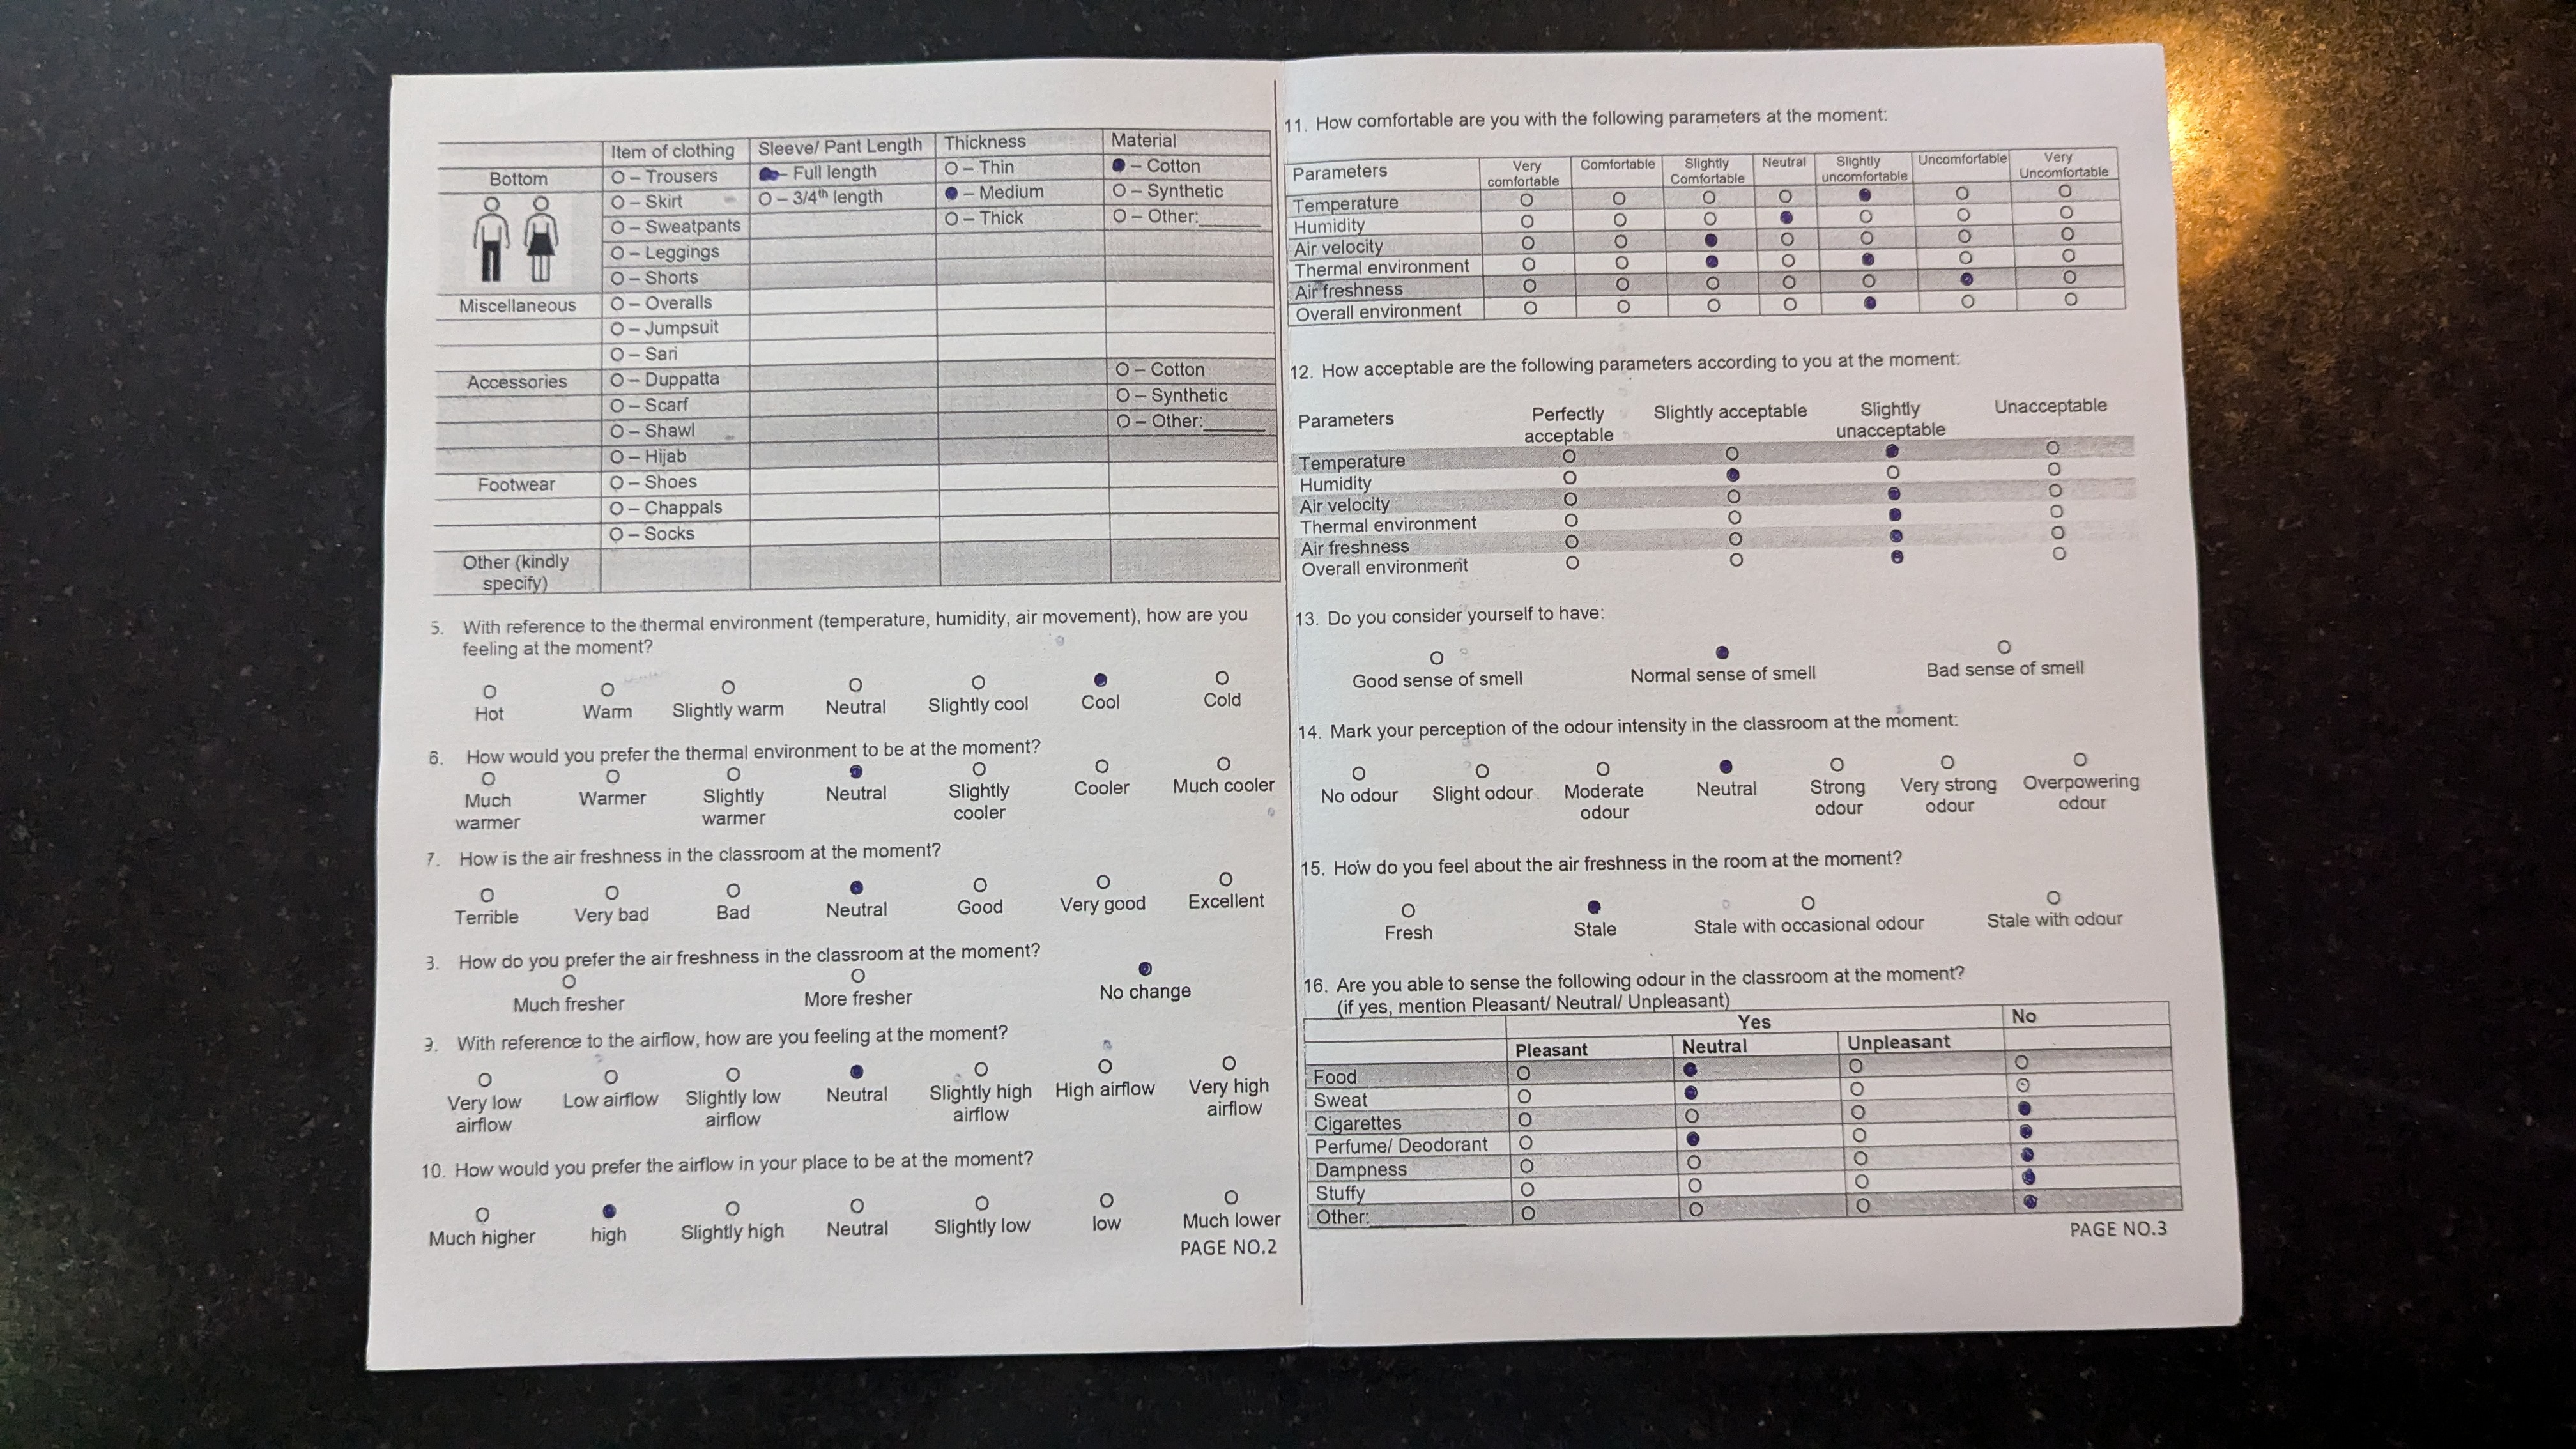 Item of clothing Sleeve/ Pant Length Thickness Material
Bottom O – Trousers ● – Full length O – Thin ● – Cotton
O – Skirt O – 3/4th length ● – Medium O – Synthetic
O – Sweatpants O – Thick O – Other:______
O – Leggings
O – Shorts
Miscellaneous O – Overalls
O – Jumpsuit
O – Sari
Accessories O – Duppatta O – Cotton
O – Scarf O – Synthetic
O – Shawl O – Other:______
O – Hijab
Footwear O – Shoes
O – Chappals
O – Socks
Other (kindly
specify)
5. With reference to the thermal environment (temperature, humidity, air movement), how are you
feeling at the moment?
O O O O O ● O
Hot Warm Slightly warm Neutral Slightly cool Cool Cold
6. How would you prefer the thermal environment to be at the moment?
O O O ● O O O
Much Warmer Slightly Neutral Slightly Cooler Much cooler
warmer warmer cooler
7. How is the air freshness in the classroom at the moment?
O O O ● O O O
Terrible Very bad Bad Neutral Good Very good Excellent
3. How do you prefer the air freshness in the classroom at the moment?
O O ●
Much fresher More fresher No change
9. With reference to the airflow, how are you feeling at the moment?
O O O ● O O O
Very low Low airflow Slightly low Neutral Slightly high High airflow Very high
airflow airflow airflow airflow
10. How would you prefer the airflow in your place to be at the moment?
O ● O O O O O
Much higher high Slightly high Neutral Slightly low low Much lower
PAGE NO.2
11. How comfortable are you with the following parameters at the moment:
Parameters Very Comfortable Slightly Neutral Slightly Uncomfortable Very
comfortable Comfortable uncomfortable Uncomfortable
Temperature O O O O ● O O
Humidity O O O ● O O O
Air velocity O O ● O O O O
Thermal environment O O ● O ● O O
Air freshness O O O O O ● O
Overall environment O O O O ● O O
12. How acceptable are the following parameters according to you at the moment:
Parameters Perfectly Slightly acceptable Slightly Unacceptable
acceptable unacceptable
Temperature O O ● O
Humidity O ● O O
Air velocity O O ● O
Thermal environment O O ● O
Air freshness O O ● O
Overall environment O O ● O
13. Do you consider yourself to have:
O ● O
Good sense of smell Normal sense of smell Bad sense of smell
14. Mark your perception of the odour intensity in the classroom at the moment:
O O O ● O O O
No odour Slight odour Moderate Neutral Strong Very strong Overpowering
odour odour odour odour
15. How do you feel about the air freshness in the room at the moment?
O ● O O
Fresh Stale Stale with occasional odour Stale with odour
16. Are you able to sense the following odour in the classroom at the moment?
(if yes, mention Pleasant/ Neutral/ Unpleasant)
Yes No
Pleasant Neutral Unpleasant
Food O ● O O
Sweat O ● O O
Cigarettes O O O ●
Perfume/ Deodorant O ● O ●
Dampness O O O ●
Stuffy O O O ●
Other:________ O O O ●
PAGE NO.3